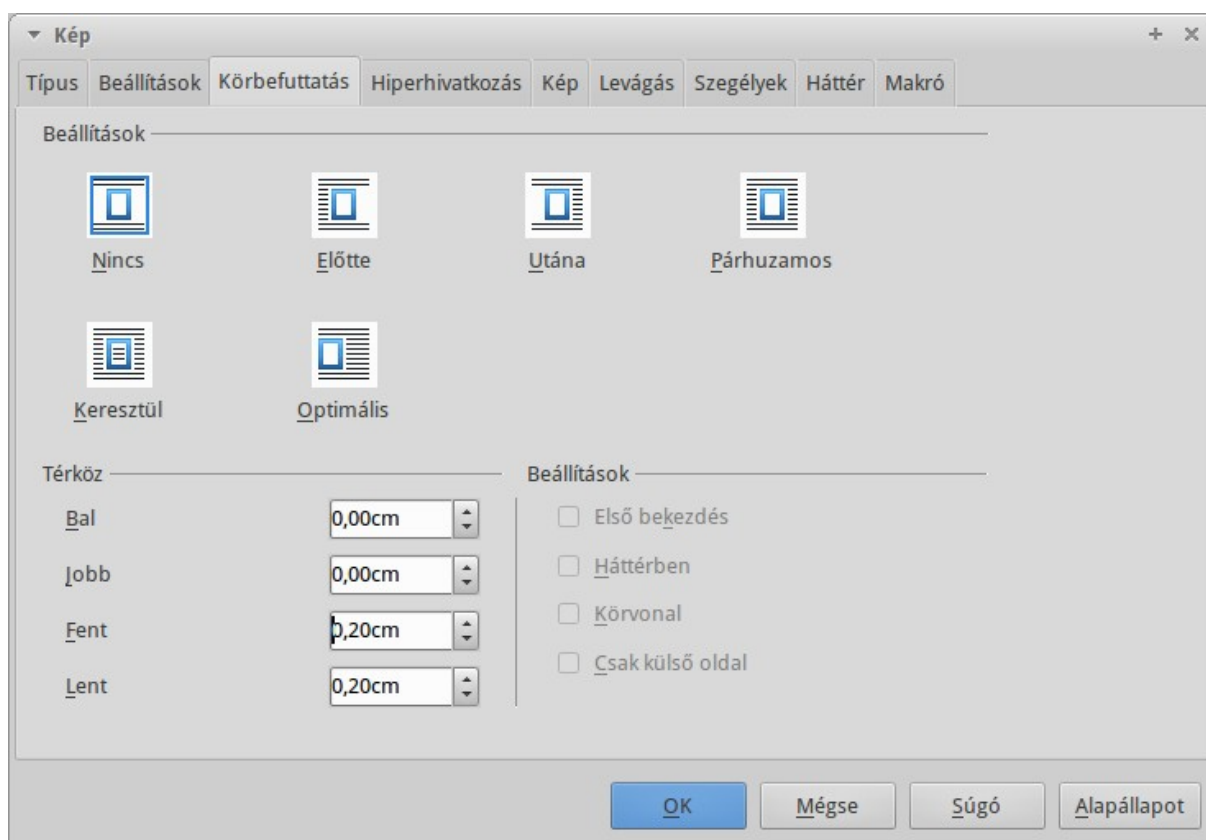 Kép
Típus Beállítások Körbefuttatás Hiperhivatkozás Kép Levágás Szegélyek Háttér Makró
Beállítások
Nincs Előtte Utána Párhuzamos
Keresztül Optimális
Térköz Beállítások
Bal 0,00cm Első bekezdés
Jobb 0,00cm Háttérben
Fent 0,20cm Körvonal
Lent 0,20cm Csak külső oldal
OK Mégse Súgó Alapállapot